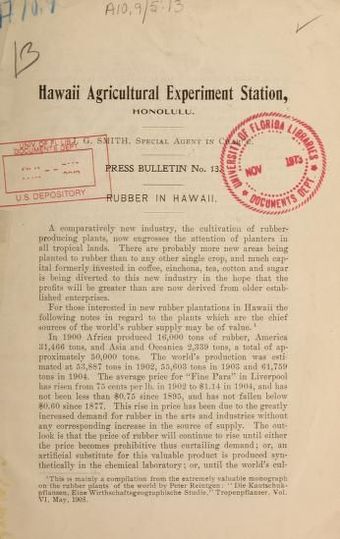 A10.9/5:13
13
Hawaii Agricultural Experiment Station,
HONOLULU.
G. SMITH, SPECIAL AGENT IN
PRESS BULLETIN No. 13.
U.S. DEPOSITORY
UNIVERSITY OF FLORIDA LIBRARIES
NOV 1973
DOCUMENTS DEPT.
RUBBER IN HAWAII.
A comparatively new industry, the cultivation of rubber-
producing plants, now engrosses the attention of planters in
all tropical lands. There are probably more new areas being
planted to rubber than to any other single crop, and much cap-
ital formerly invested in coffee, cinchona, tea, cotton and sugar
is being diverted to this new industry in the hope that the
profits will be greater than are now derived from older estab-
lished enterprises.
For those interested in new rubber plantations in Hawaii the
following notes in regard to the plants which are the chief
sources of the world's rubber supply may be of value. ¹
In 1900 Africa produced 16,000 tons of rubber, America
31,466 tons, and Asia and Oceanica 2,339 tons, a total of ap-
proximately 50,000 tons. The world's production was esti-
mated at 53,887 tons in 1902, 55,603 tons in 1903 and 61,759
tons in 1904. The average price for "Fine Para" in Liverpool
has risen from 75 cents per lb. in 1902 to $1.14 in 1904, and has
not been less than $0.75 since 1895, and has not fallen below
$0.60 since 1877. This rise in price has been due to the greatly
increased demand for rubber in the arts and industries without
any corresponding increase in the source of supply. The out-
look is that the price of rubber will continue to rise until either
the price becomes prohibitive thus curtailing demand; or, an
artificial substitute for this valuable product is produced syn-
thetically in the chemical laboratory; or, until the world's cul-
¹ This is mainly a compilation from the extremely valuable monograph
on the rubber plants of the world by Peter Reintgen: "Die Kautschuk-
pflanzen, Eine Wirthschaftsgeographische Studie," Tropenpflanzer, Vol.
VI, May, 1905.